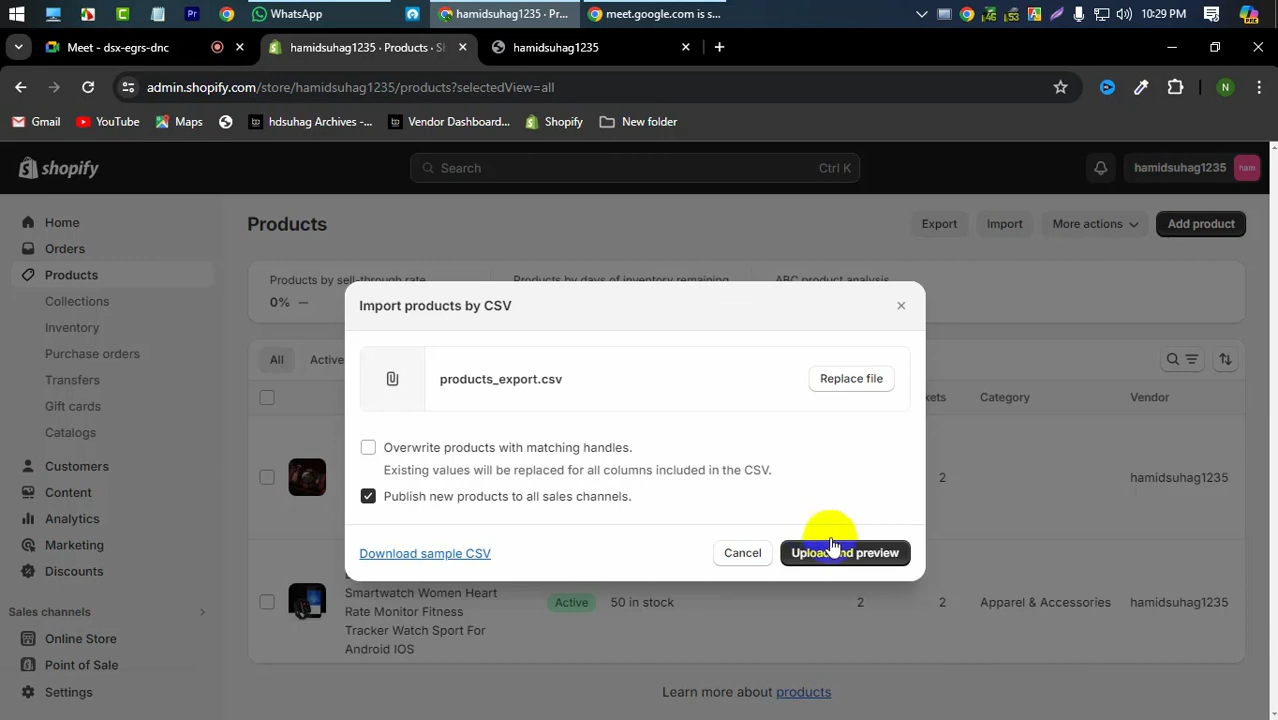 WhatsApp
hamidsuhag1235 · Pr...
meet.google.com is s...
46
53
10:29 PM
Meet - dsx-egrs-dnc
hamidsuhag1235 · Products · S
hamidsuhag1235
admin.shopify.com/store/hamidsuhag1235/products?selectedView=all
N
Gmail
YouTube
Maps
hdsuhag Archives -...
Vendor Dashboard...
Shopify
New folder
shopify
Search
Ctrl K
hamidsuhag1235
ham
Home
Orders
Products
Collections
Inventory
Purchase orders
Transfers
Gift cards
Catalogs
Customers
Content
Analytics
Marketing
Discounts
Sales channels
Online Store
Point of Sale
Settings
Products
Export
Import
More actions
Add product
Products by sell-through rate
Products by days of inventory remaining
ABC product analysis
0% —
All
Active
kets
Category
Vendor
2
hamidsuhag1235
Import products by CSV
products_export.csv
Replace file
Overwrite products with matching handles.
Existing values will be replaced for all columns included in the CSV.
Publish new products to all sales channels.
Download sample CSV
Cancel
Upload and preview
Smartwatch Women Heart
Rate Monitor Fitness
Tracker Watch Sport For
Android IOS
Active
50 in stock
2
2
Apparel & Accessories
hamidsuhag1235
Learn more about products